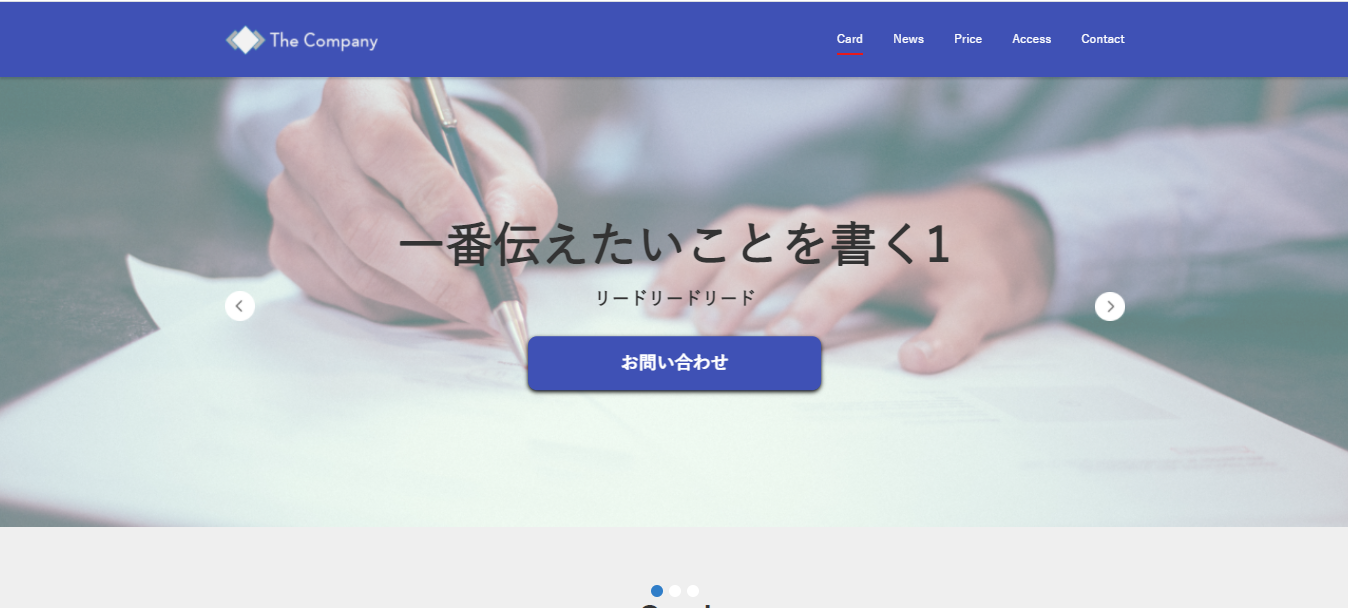 The Company
Card News Price Access Contact
一番伝えたいことを書く1
リードリードリード
お問い合わせ